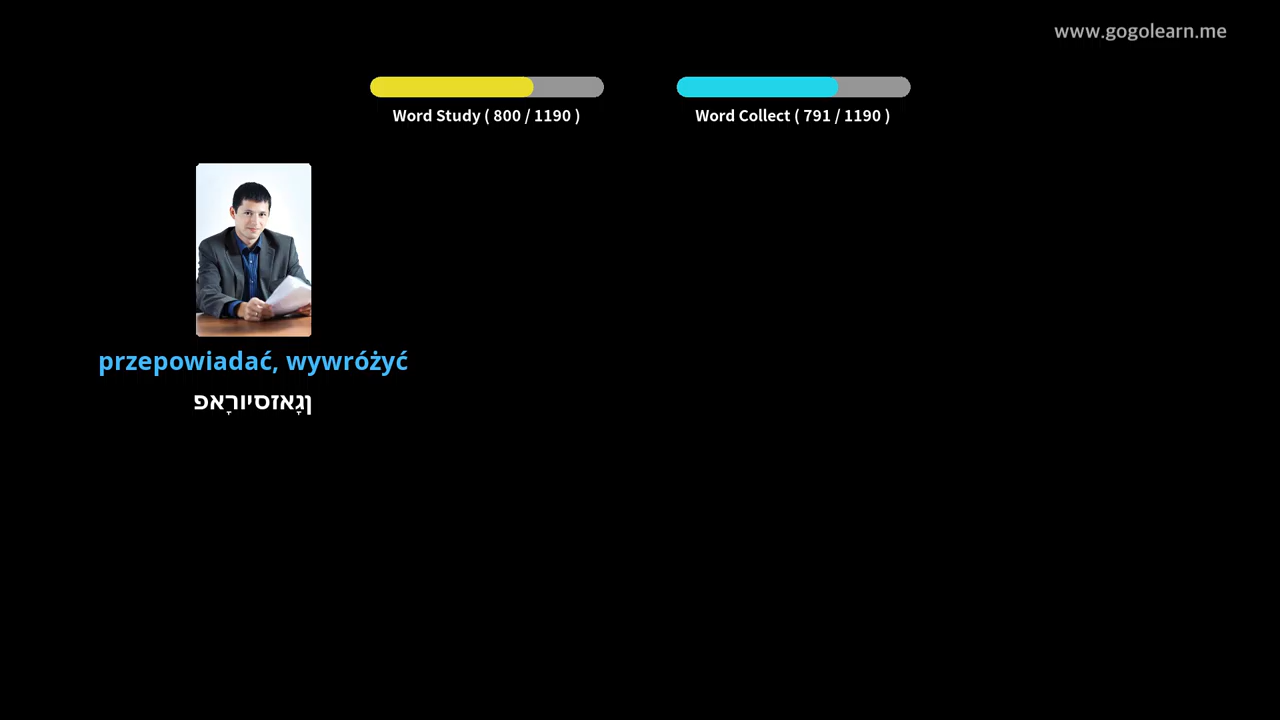 www.gogolearn.me
Word Study ( 800 / 1190 )
Word Collect ( 791 / 1190 )
przepowiadać, wywróżyć
פאָרויסזאָגן